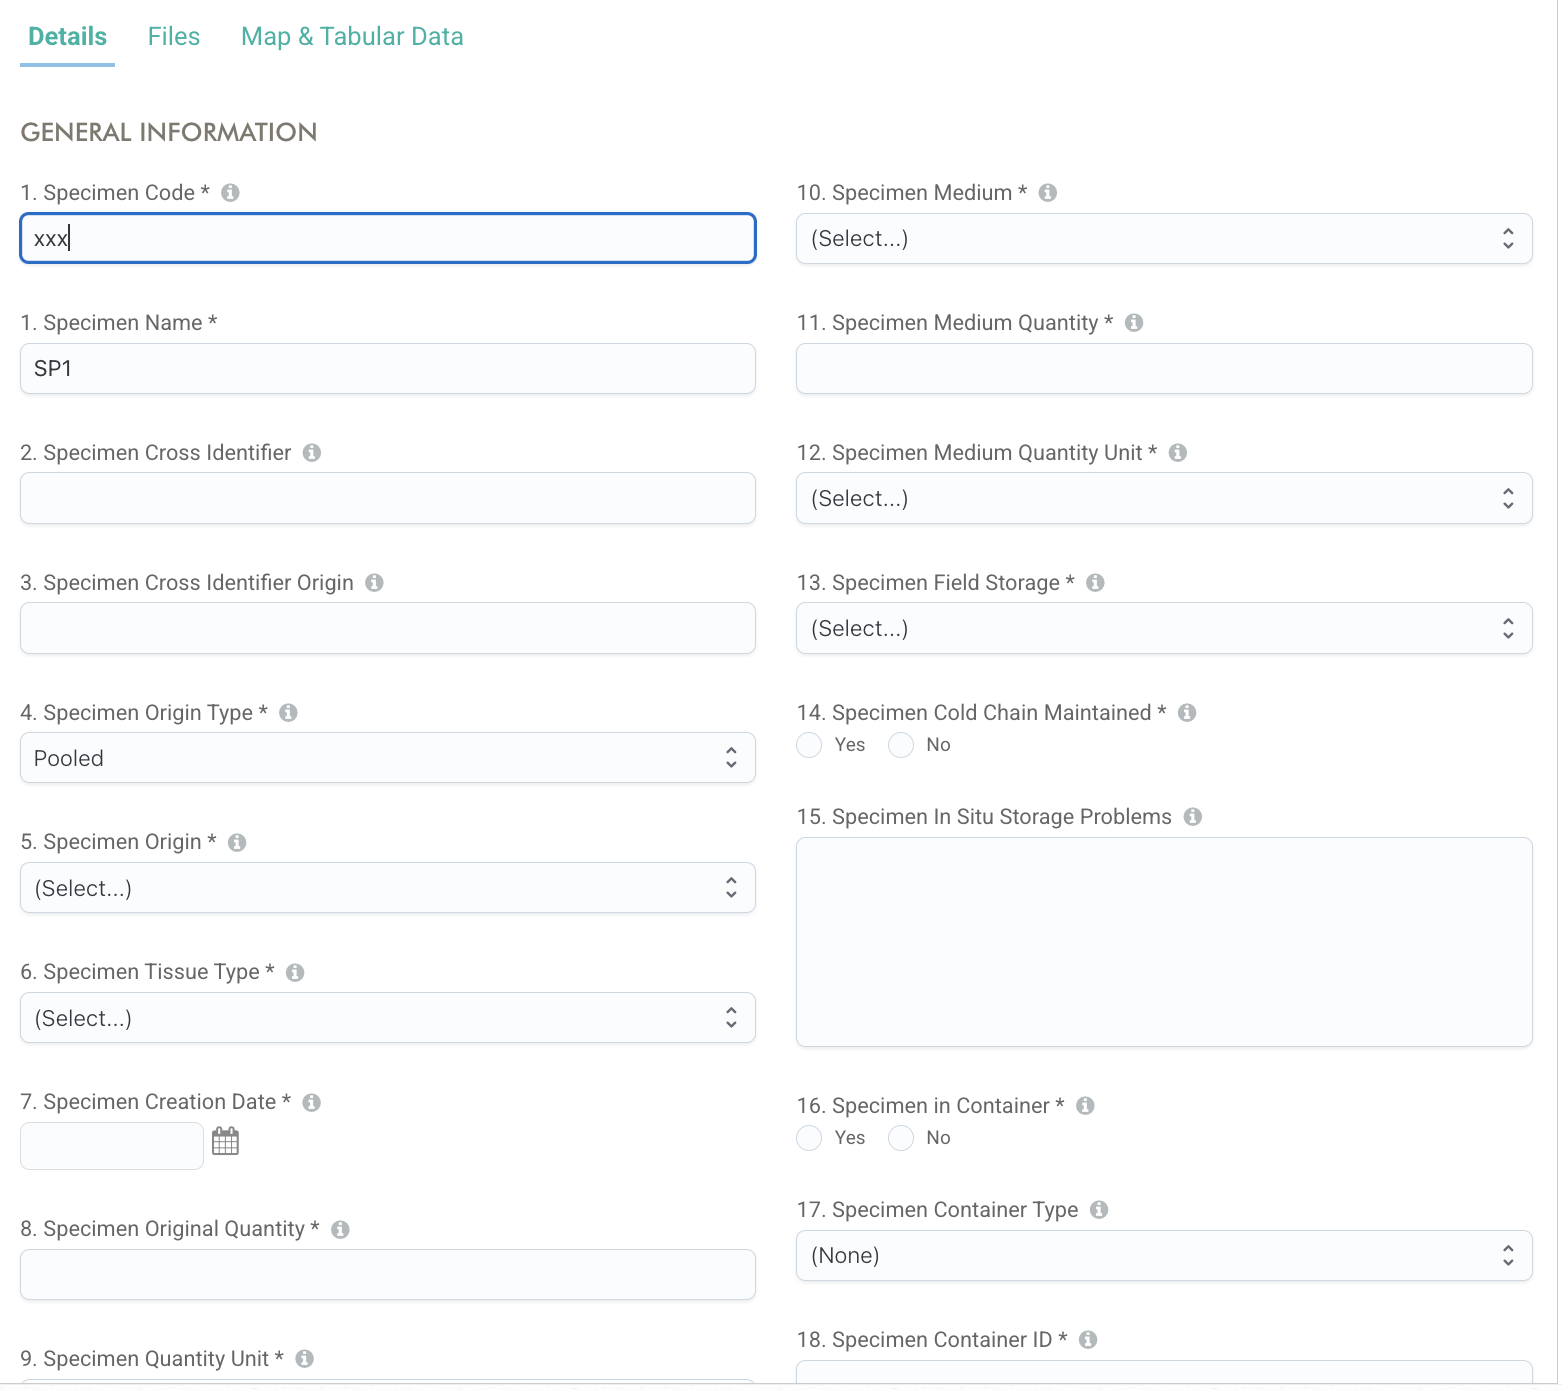 Details Files Map & Tabular Data
GENERAL INFORMATION
1. Specimen Code *
xxx
1. Specimen Name *
SP1
2. Specimen Cross Identifier
3. Specimen Cross Identifier Origin
4. Specimen Origin Type *
Pooled
5. Specimen Origin *
(Select...)
6. Specimen Tissue Type *
(Select...)
7. Specimen Creation Date *
8. Specimen Original Quantity *
9. Specimen Quantity Unit *
10. Specimen Medium *
(Select...)
11. Specimen Medium Quantity *
12. Specimen Medium Quantity Unit *
(Select...)
13. Specimen Field Storage *
(Select...)
14. Specimen Cold Chain Maintained *
Yes No
15. Specimen In Situ Storage Problems
16. Specimen in Container *
Yes No
17. Specimen Container Type
(None)
18. Specimen Container ID *